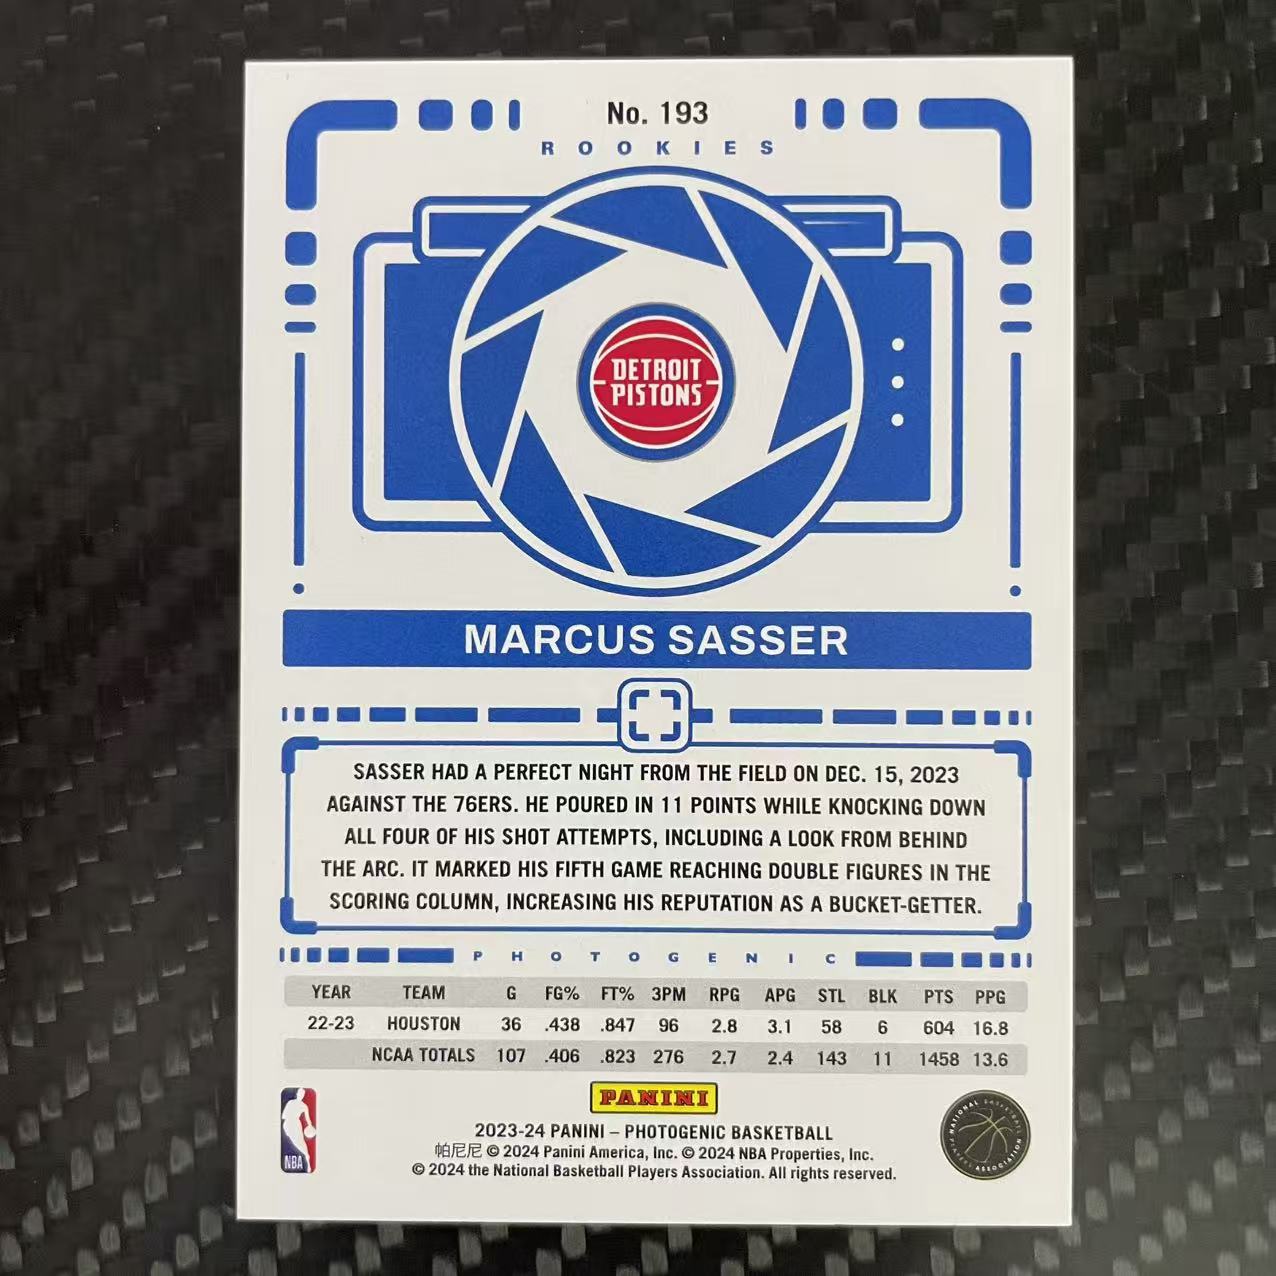 No. 193
ROOKIES
DETROIT
PISTONS
MARCUS SASSER
SASSER HAD A PERFECT NIGHT FROM THE FIELD ON DEC. 15, 2023
AGAINST THE 76ERS. HE POURED IN 11 POINTS WHILE KNOCKING DOWN
ALL FOUR OF HIS SHOT ATTEMPTS, INCLUDING A LOOK FROM BEHIND
THE ARC. IT MARKED HIS FIFTH GAME REACHING DOUBLE FIGURES IN THE
SCORING COLUMN, INCREASING HIS REPUTATION AS A BUCKET-GETTER.
PHOTOGENIC
YEAR TEAM G FG% FT% 3PM RPG APG STL BLK PTS PPG
22-23 HOUSTON 36 .438 .847 96 2.8 3.1 58 6 604 16.8
NCAA TOTALS 107 .406 .823 276 2.7 2.4 143 11 1458 13.6
PANINI
2023-24 PANINI – PHOTOGENIC BASKETBALL
帕尼尼 © 2024 Panini America, Inc. © 2024 NBA Properties, Inc.
© 2024 the National Basketball Players Association. All rights reserved.
NBA
NATIONAL BASKETBALL
PLAYERS ASSOCIATION